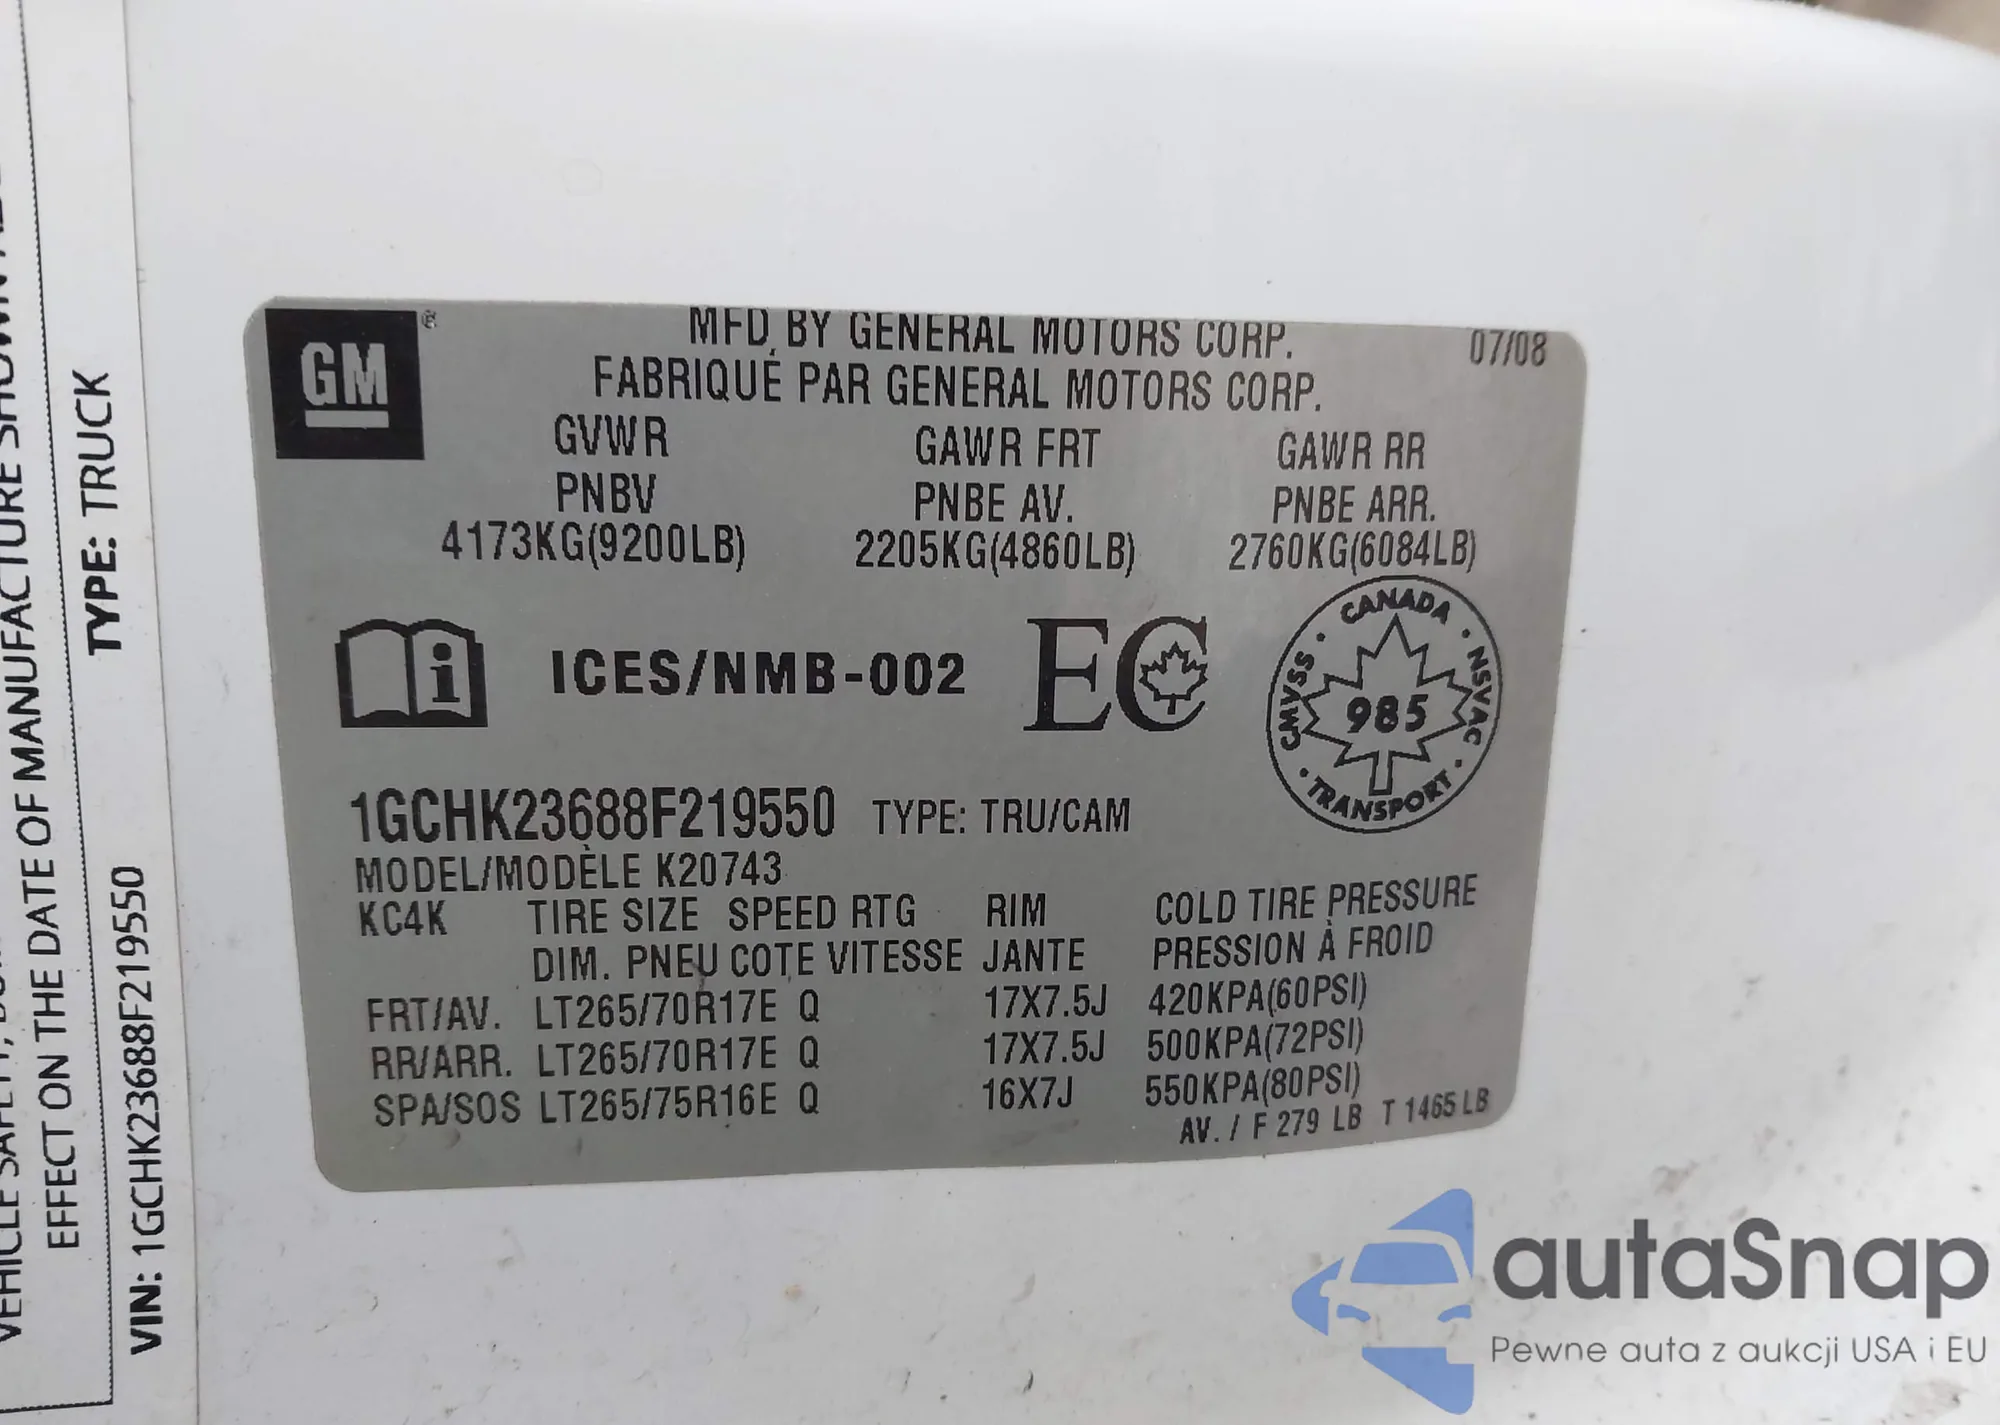 VEHICLE SAFETY,
MANUFACTURE SHOWN
EFFECT ON THE DATE OF MANUFACTURE
TYPE: TRUCK
VIN: 1GCHK23688F219550
GM ®
MFD BY GENERAL MOTORS CORP. 07/08
FABRIQUÉ PAR GENERAL MOTORS CORP.
GVWR GAWR FRT GAWR RR
PNBV PNBE AV. PNBE ARR.
4173KG(9200LB) 2205KG(4860LB) 2760KG(6084LB)
i ICES/NMB-002 EC
CANADA
CMVSS 985 NSVAC
TRANSPORT
1GCHK23688F219550 TYPE: TRU/CAM
MODEL/MODÈLE K20743
KC4K TIRE SIZE SPEED RTG RIM COLD TIRE PRESSURE
DIM. PNEU COTE VITESSE JANTE PRESSION À FROID
FRT/AV. LT265/70R17E Q 17X7.5J 420KPA(60PSI)
RR/ARR. LT265/70R17E Q 17X7.5J 500KPA(72PSI)
SPA/SOS LT265/75R16E Q 16X7J 550KPA(80PSI)
AV. / F 279 LB T 1465 LB
autaSnap
Pewne auta z aukcji USA i EU